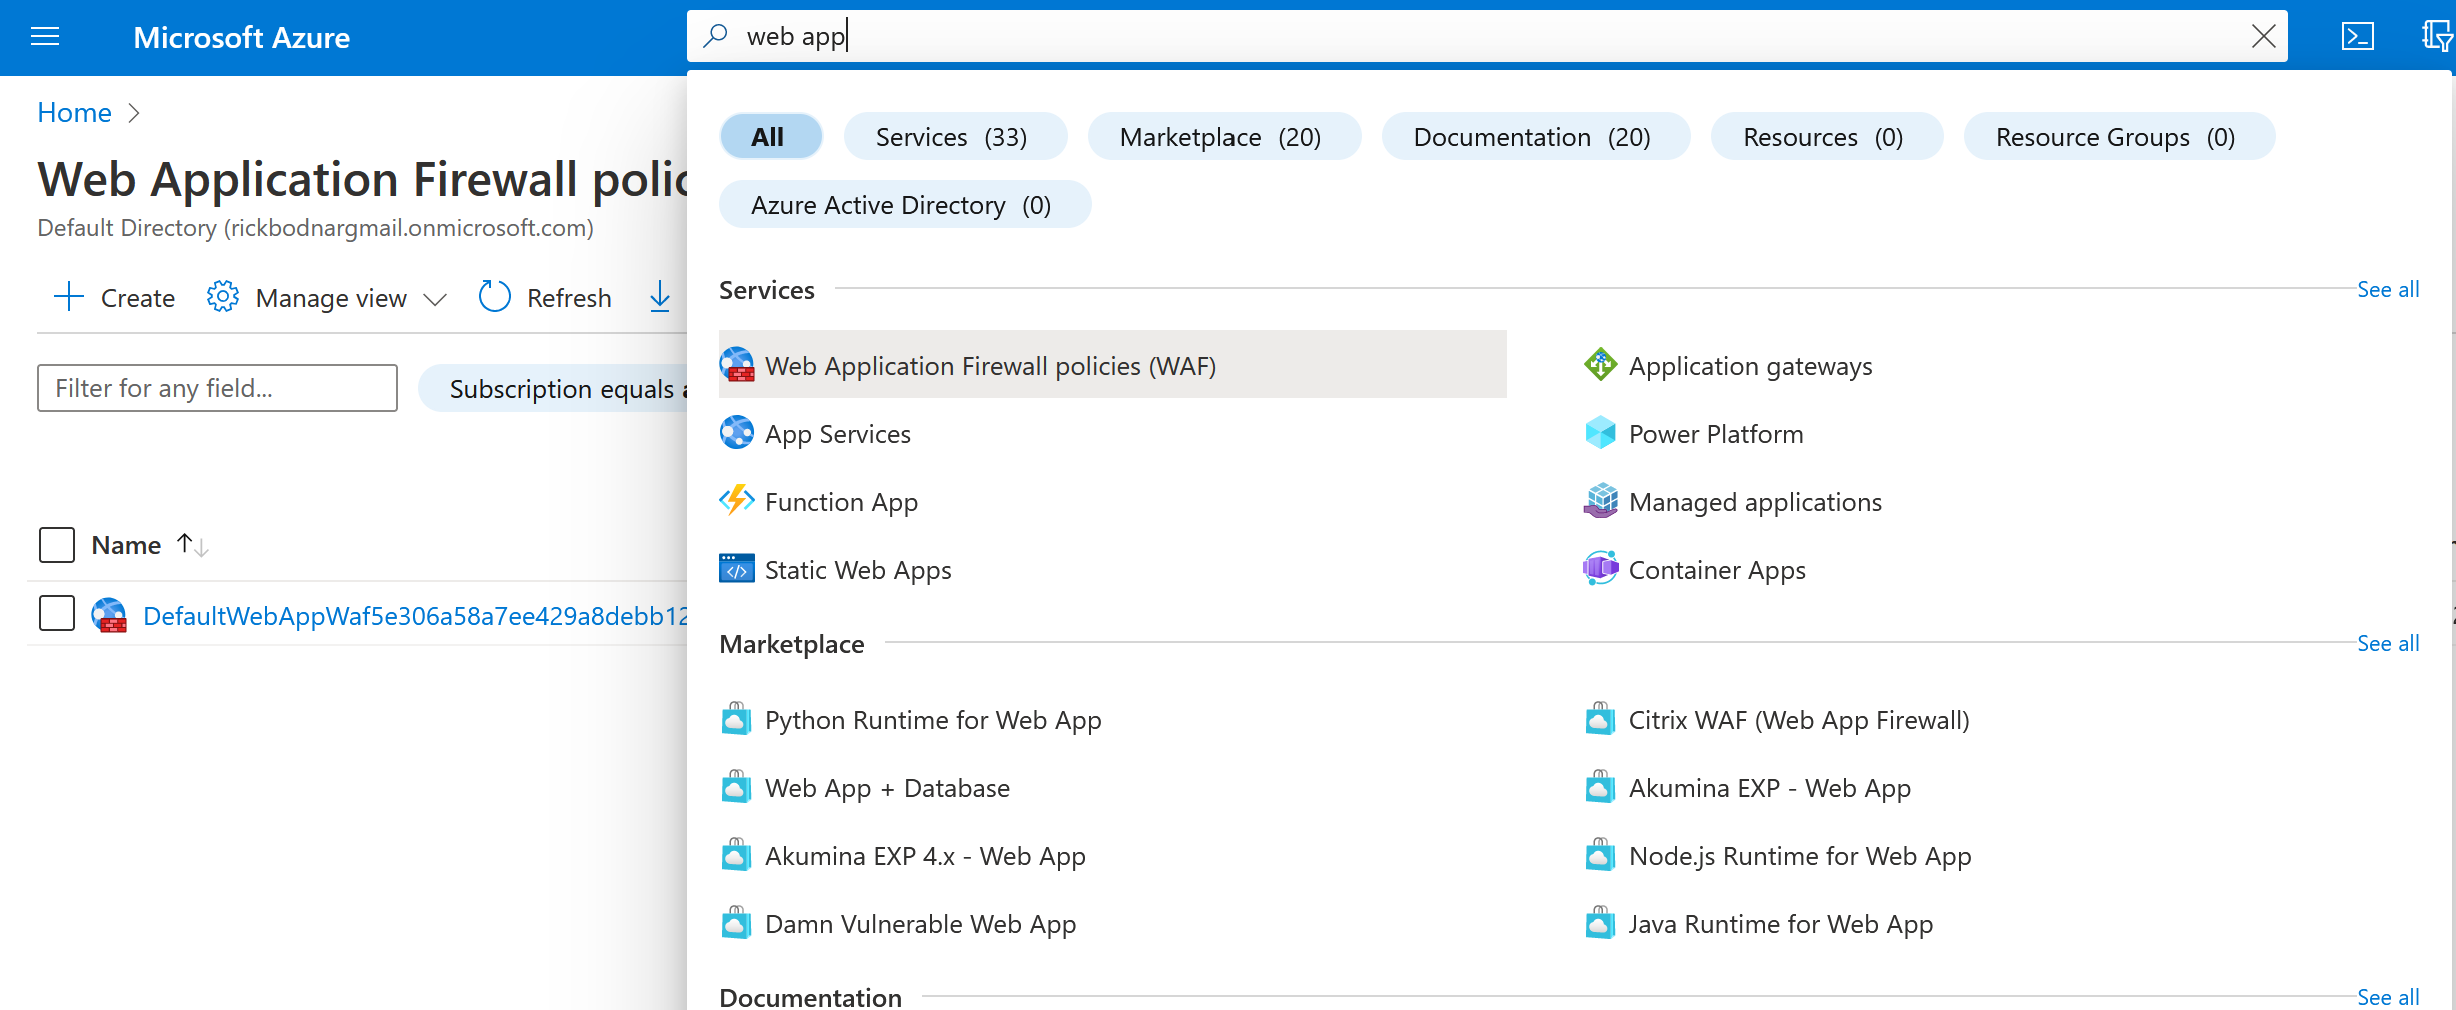 Microsoft Azure
web app
Home
Web Application Firewall polic
Default Directory (rickbodnargmail.onmicrosoft.com)
Create
Manage view
Refresh
Filter for any field...
Subscription equals a
Name
DefaultWebAppWaf5e306a58a7ee429a8debb12
All
Services (33)
Marketplace (20)
Documentation (20)
Resources (0)
Resource Groups (0)
Azure Active Directory (0)
Services
See all
Web Application Firewall policies (WAF)
Application gateways
App Services
Power Platform
Function App
Managed applications
Static Web Apps
Container Apps
Marketplace
See all
Python Runtime for Web App
Citrix WAF (Web App Firewall)
Web App + Database
Akumina EXP - Web App
Akumina EXP 4.x - Web App
Node.js Runtime for Web App
Damn Vulnerable Web App
Java Runtime for Web App
Documentation
See all